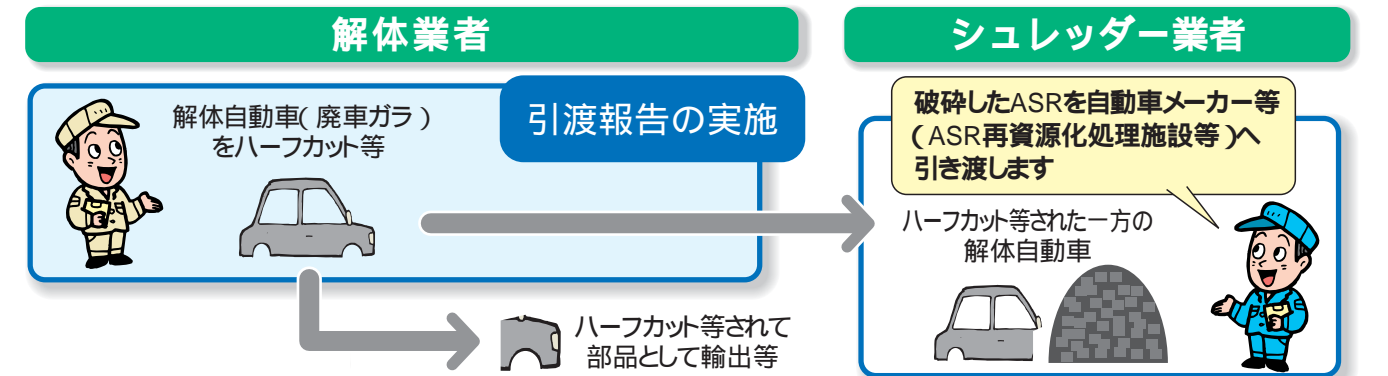 解体業者
シュレッダー業者
解体自動車(廃車ガラ)
をハーフカット等
引渡報告の実施
破砕したASRを自動車メーカー等
(ASR再資源化処理施設等)へ
引き渡します
ハーフカット等された一方の
解体自動車
ハーフカット等されて
部品として輸出等